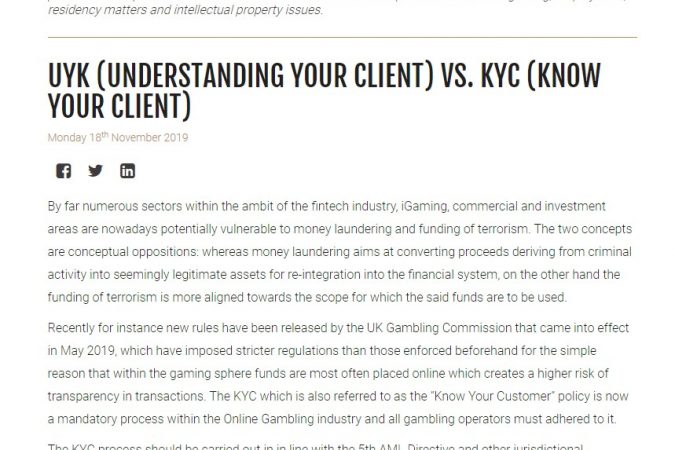 residency matters and intellectual property issues.
UYK (UNDERSTANDING YOUR CLIENT) VS. KYC (KNOW
YOUR CLIENT)
Monday 18th November 2019
By far numerous sectors within the ambit of the fintech industry, iGaming, commercial and investment
areas are nowadays potentially vulnerable to money laundering and funding of terrorism. The two concepts
are conceptual oppositions: whereas money laundering aims at converting proceeds deriving from criminal
activity into seemingly legitimate assets for re-integration into the financial system, on the other hand the
funding of terrorism is more aligned towards the scope for which the said funds are to be used.
Recently for instance new rules have been released by the UK Gambling Commission that came into effect
in May 2019, which have imposed stricter regulations than those enforced beforehand for the simple
reason that within the gaming sphere funds are most often placed online which creates a higher risk of
transparency in transactions. The KYC which is also referred to as the “Know Your Customer” policy is now
a mandatory process within the Online Gambling industry and all gambling operators must adhered to it.
The KYC process should be carried out in in line with the 5th AML Directive and other jurisdictional